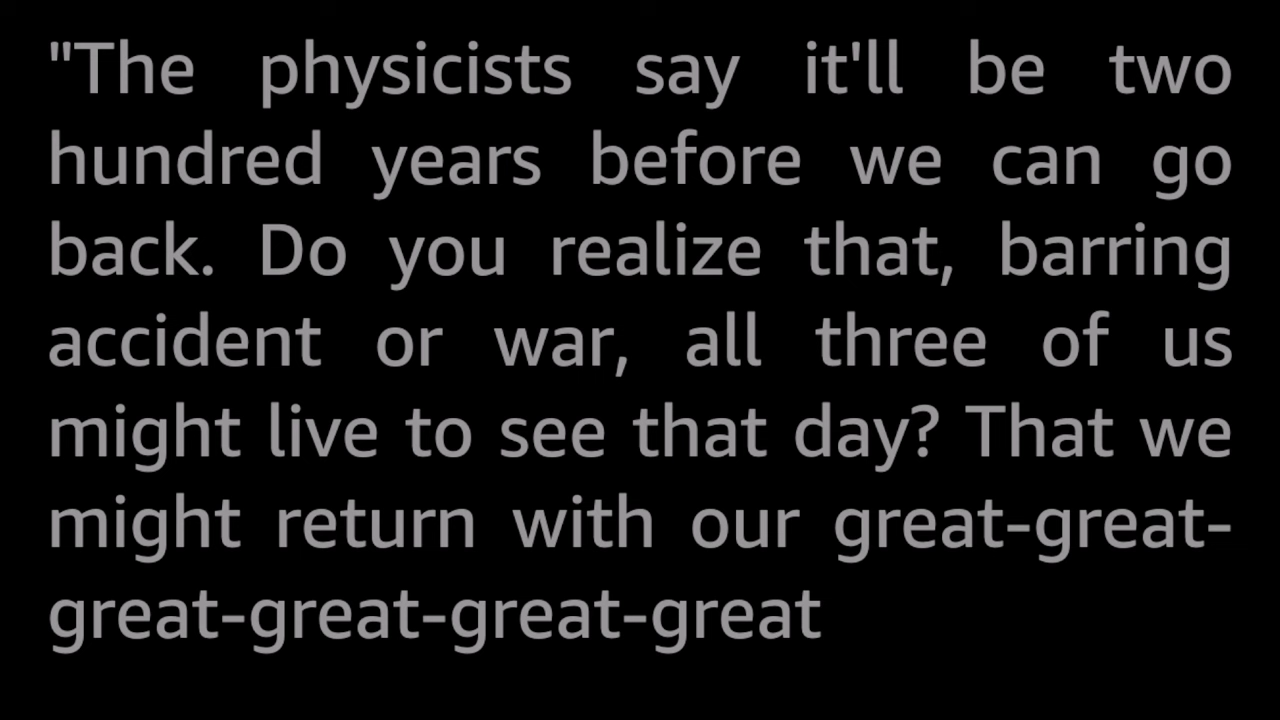 "The physicists say it'll be two
hundred years before we can go
back. Do you realize that, barring
accident or war, all three of us
might live to see that day? That we
might return with our great-great-
great-great-great-great